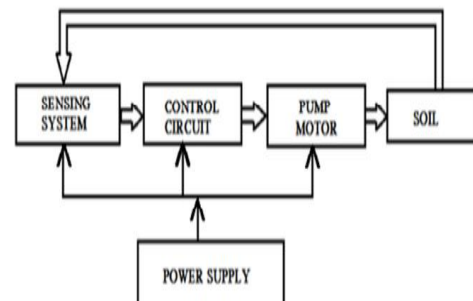 SENSING
SYSTEM
CONTROL
CIRCUIT
PUMP
MOTOR
SOIL
POWER SUPPLY